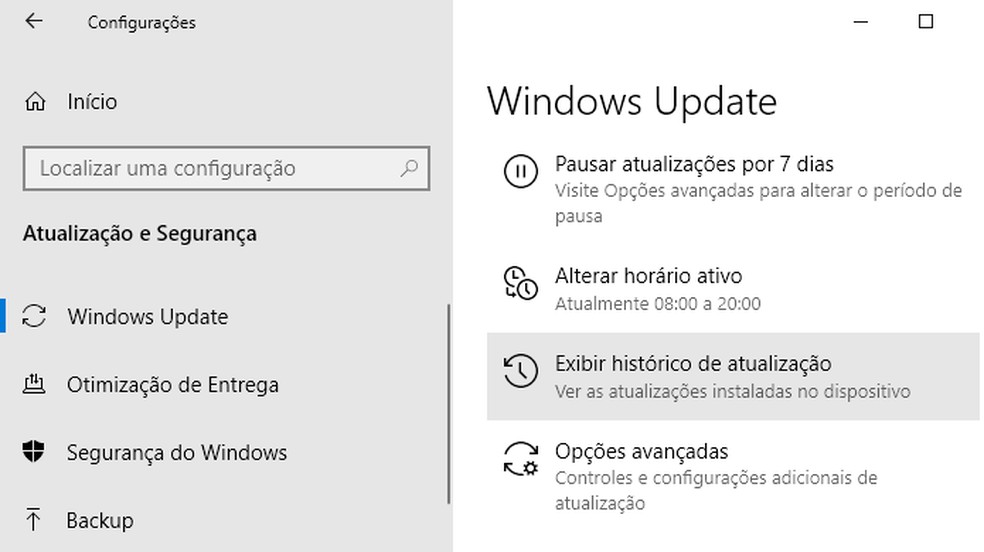 Configurações
Início
Localizar uma configuração
Atualização e Segurança
Windows Update
Otimização de Entrega
Segurança do Windows
Backup
Windows Update
Pausar atualizações por 7 dias
Visite Opções avançadas para alterar o período de
pausa
Alterar horário ativo
Atualmente 08:00 a 20:00
Exibir histórico de atualização
Ver as atualizações instaladas no dispositivo
Opções avançadas
Controles e configurações adicionais de
atualização